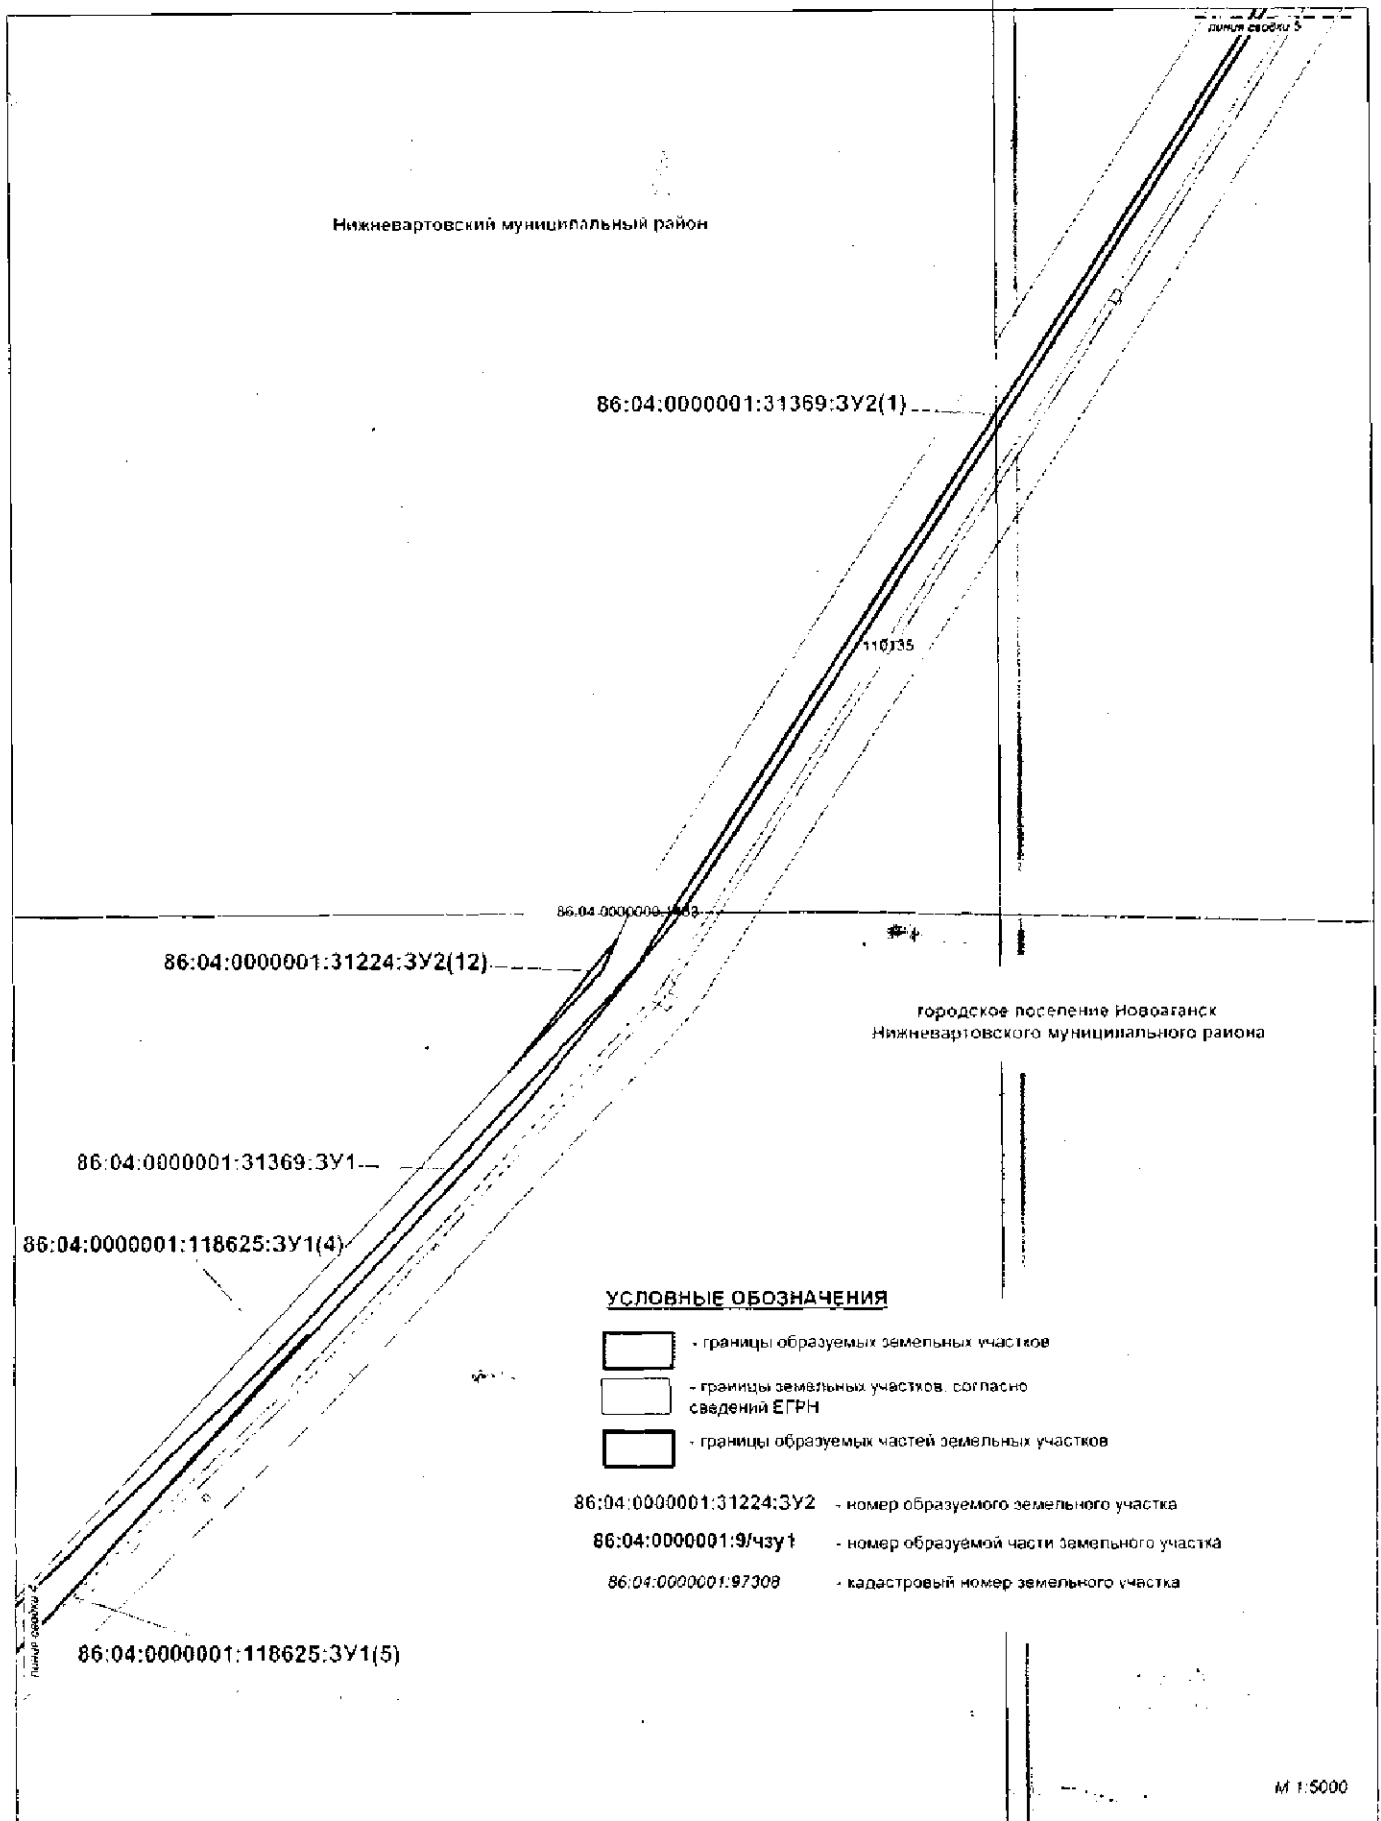 линия сводки 5
Нижневартовский муниципальный район
86:04:0000001:31369:ЗУ2(1)
110135
86:04:0000001:31224:ЗУ2(12)
городское поселение Новоаганск
Нижневартовского муниципального района
86:04:0000001:31369:ЗУ1
86:04:0000001:118625:ЗУ1(4)
УСЛОВНЫЕ ОБОЗНАЧЕНИЯ
- границы образуемых земельных участков
- границы земельных участков, согласно
сведений ЕГРН
- границы образуемых частей земельных участков
86:04:0000001:31224:ЗУ2 - номер образуемого земельного участка
86:04:0000001:9/чзу1 - номер образуемой части земельного участка
86:04:0000001:97308 - кадастровый номер земельного участка
линия сводки 4
86:04:0000001:118625:ЗУ1(5)
М 1:5000